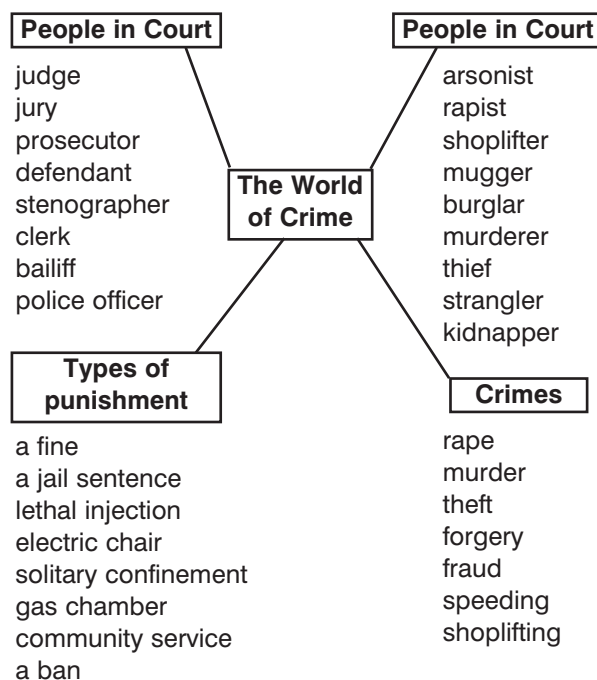 People in Court
judge
jury
prosecutor
defendant
stenographer
clerk
bailiff
police officer
People in Court
arsonist
rapist
shoplifter
mugger
burglar
murderer
thief
strangler
kidnapper
The World
of Crime
Types of
punishment
a fine
a jail sentence
lethal injection
electric chair
solitary confinement
gas chamber
community service
a ban
Crimes
rape
murder
theft
forgery
fraud
speeding
shoplifting